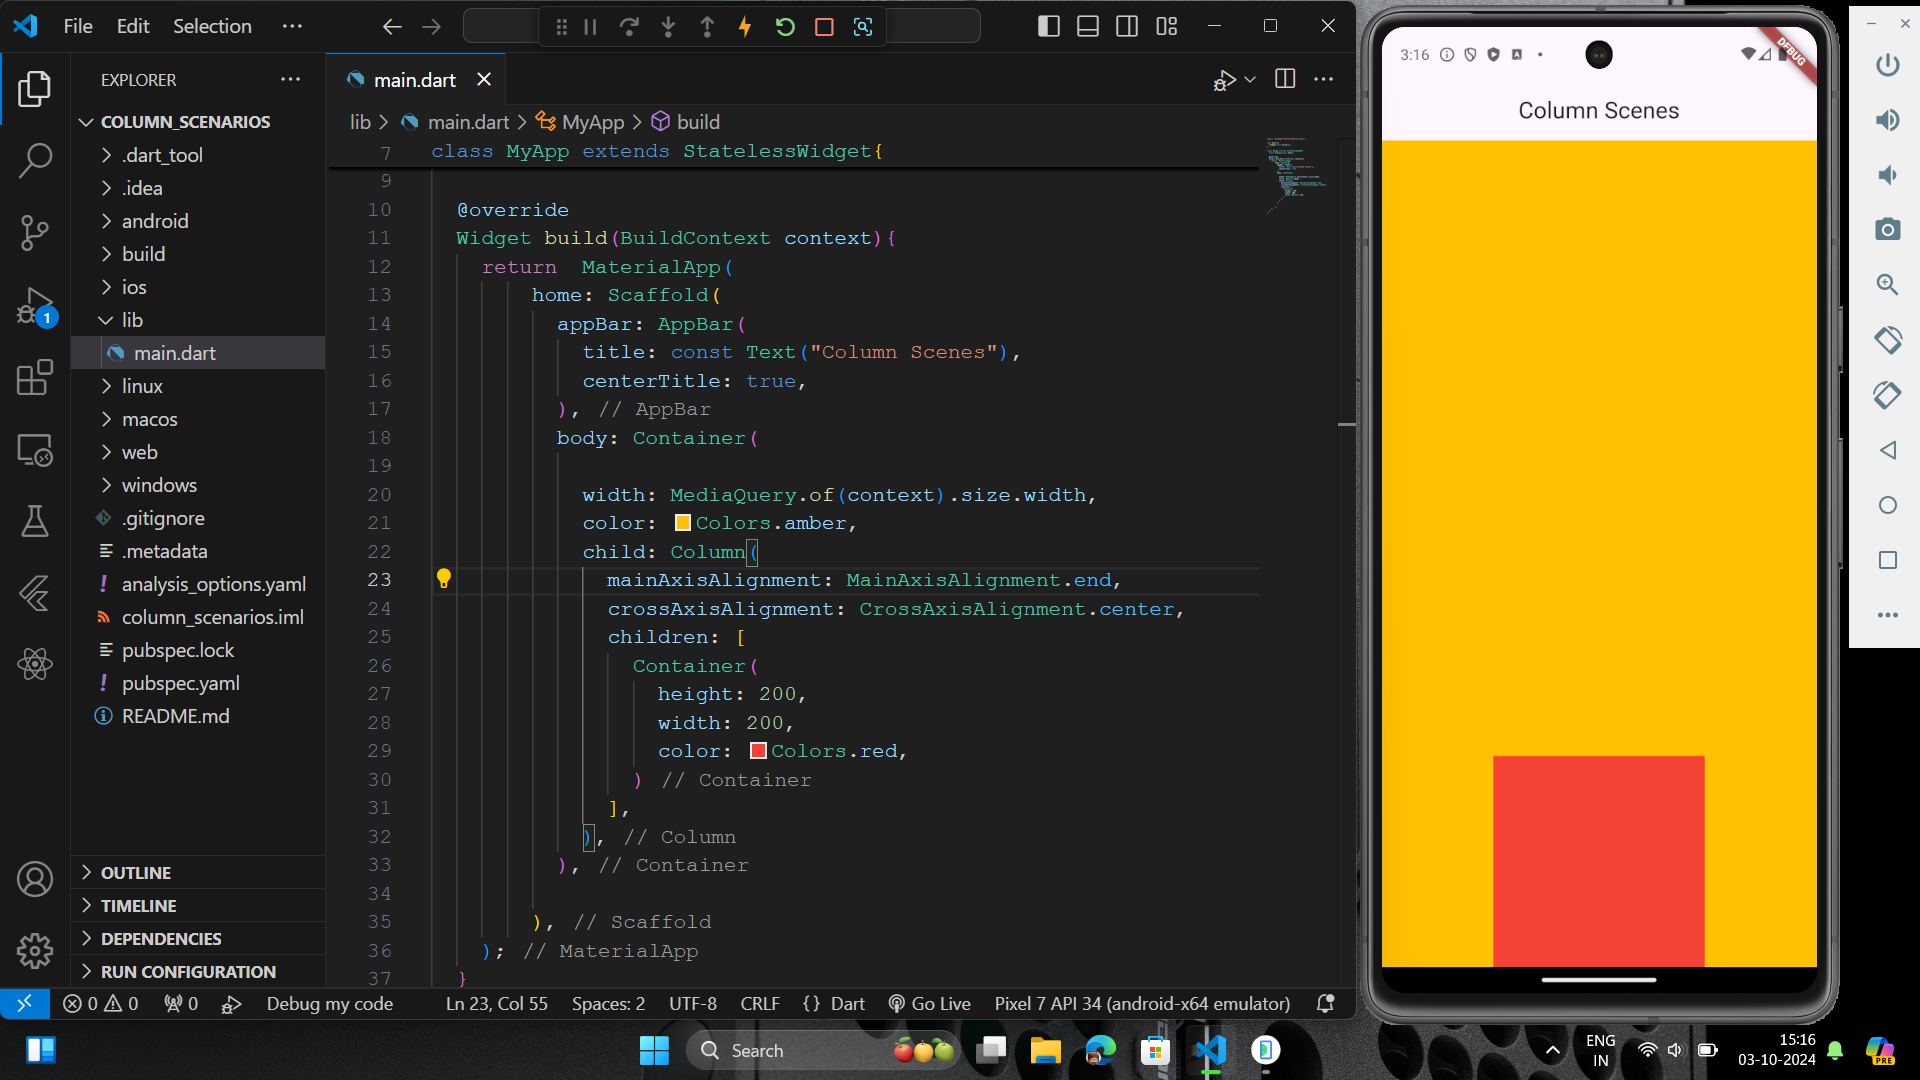 File Edit Selection ···
EXPLORER ···
COLUMN_SCENARIOS
.dart_tool
.idea
android
build
ios
lib
main.dart
linux
macos
web
windows
.gitignore
.metadata
! analysis_options.yaml
column_scenarios.iml
pubspec.lock
! pubspec.yaml
README.md
OUTLINE
TIMELINE
DEPENDENCIES
RUN CONFIGURATION
1
main.dart
lib > main.dart > MyApp > build
7 class MyApp extends StatelessWidget{
9
10 @override
11 Widget build(BuildContext context){
12 return  MaterialApp(
13 home: Scaffold(
14 appBar: AppBar(
15 title: const Text("Column Scenes"),
16 centerTitle: true,
17 ), // AppBar
18 body: Container(
19
20 width: MediaQuery.of(context).size.width,
21 color: Colors.amber,
22 child: Column(
23 mainAxisAlignment: MainAxisAlignment.end,
24 crossAxisAlignment: CrossAxisAlignment.center,
25 children: [
26 Container(
27 height: 200,
28 width: 200,
29 color: Colors.red,
30 ) // Container
31 ],
32 ), // Column
33 ), // Container
34
35 ), // Scaffold
36 ); // MaterialApp
37 }
0 0 0 Debug my code Ln 23, Col 55 Spaces: 2 UTF-8 CRLF {} Dart Go Live Pixel 7 API 34 (android-x64 emulator)
3:16
DEBUG
Column Scenes
Search
ENG
IN
15:16
03-10-2024
PRE